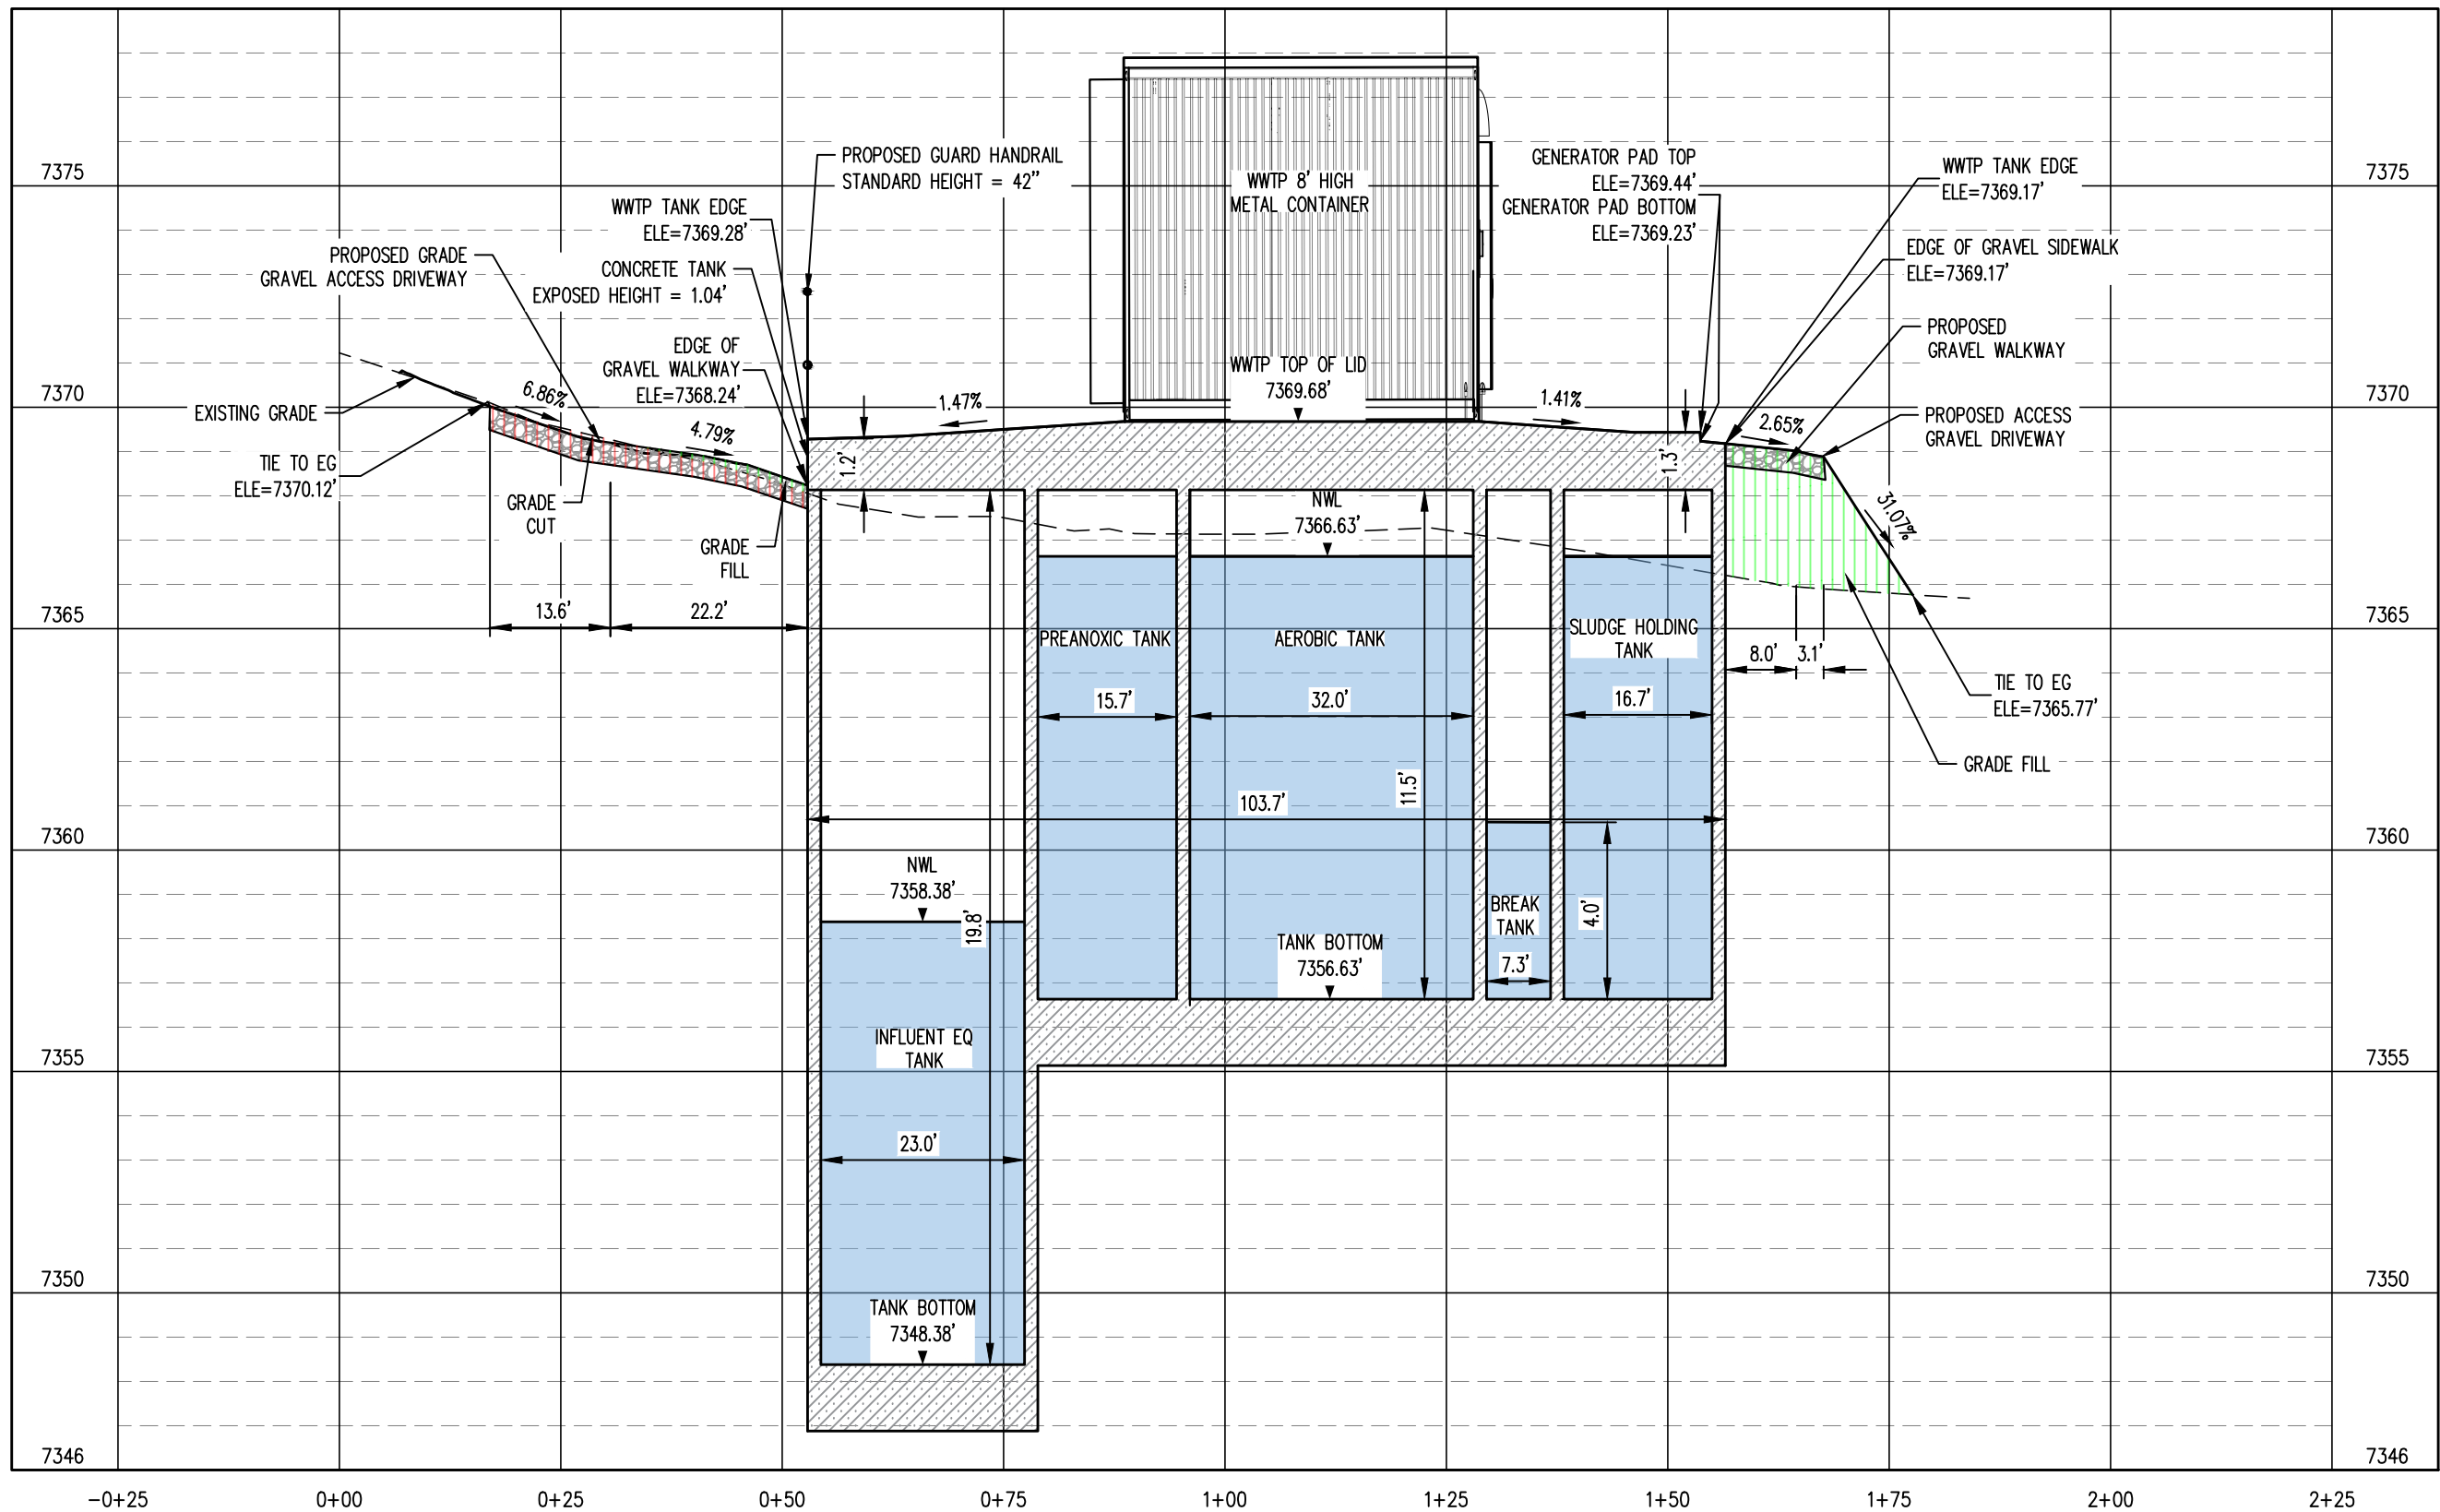 PROPOSED GUARD HANDRAIL
STANDARD HEIGHT = 42"
GENERATOR PAD TOP
ELE=7369.44'
GENERATOR PAD BOTTOM
ELE=7369.23'
WWTP TANK EDGE
ELE=7369.17'
7375
WWTP 8' HIGH
METAL CONTAINER
7375
WWTP TANK EDGE
ELE=7369.28'
PROPOSED GRADE
GRAVEL ACCESS DRIVEWAY
CONCRETE TANK
EXPOSED HEIGHT = 1.04'
EDGE OF GRAVEL SIDEWALK
ELE=7369.17'
EDGE OF
GRAVEL WALKWAY
ELE=7368.24'
PROPOSED
GRAVEL WALKWAY
WWTP TOP OF LID
7369.68'
7370
6.86%
1.47%
1.41%
7370
EXISTING GRADE
4.79%
2.65%
PROPOSED ACCESS
GRAVEL DRIVEWAY
TIE TO EG
ELE=7370.12'
1.2'
1.3'
GRADE
CUT
NWL
7366.63'
31.07%
GRADE
FILL
7365
13.6'
22.2'
7365
PREANOXIC TANK
AEROBIC TANK
SLUDGE HOLDING
TANK
8.0'
3.1'
15.7'
32.0'
16.7'
TIE TO EG
ELE=7365.77'
GRADE FILL
11.5'
103.7'
7360
7360
NWL
7358.38'
19.8'
BREAK
TANK
4.0'
TANK BOTTOM
7356.63'
7.3'
INFLUENT EQ
TANK
7355
7355
23.0'
7350
7350
TANK BOTTOM
7348.38'
7346
7346
-0+25
0+00
0+25
0+50
0+75
1+00
1+25
1+50
1+75
2+00
2+25